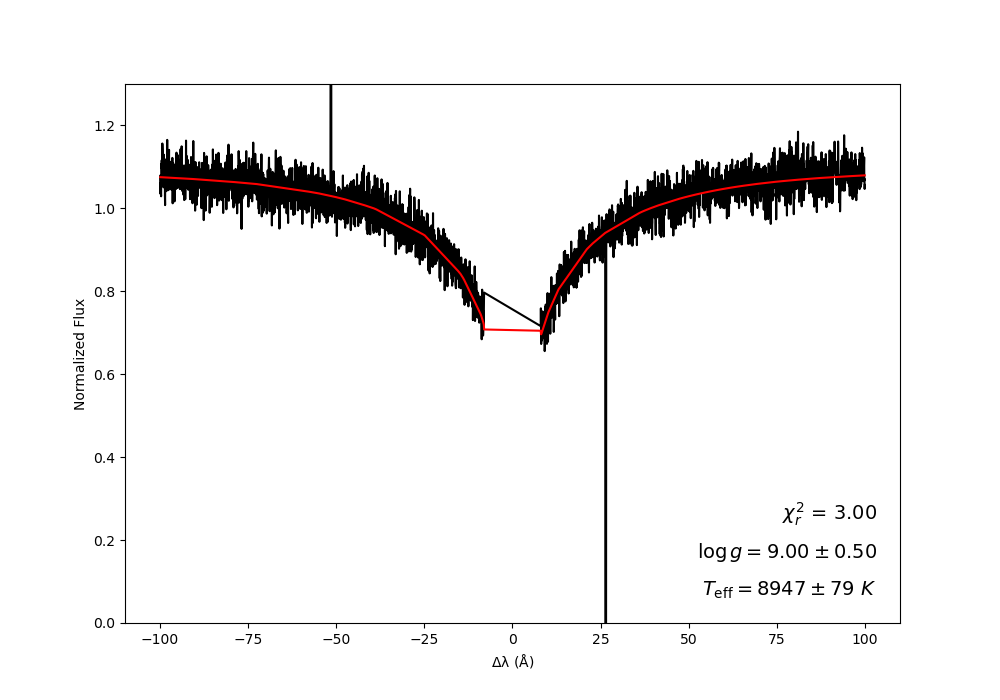 1.2
1.0
0.8
0.6
0.4
0.2
0.0
Normalized Flux
χ²ᵣ = 3.00
log g = 9.00 ± 0.50
T_eff = 8947 ± 79 K
−100 −75 −50 −25 0 25 50 75 100
Δλ (Å)